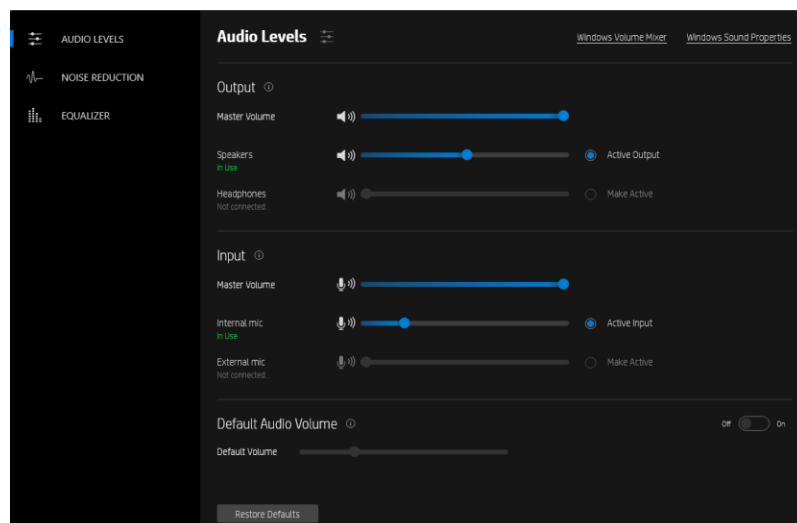 AUDIO LEVELS
NOISE REDUCTION
EQUALIZER
Audio Levels
Windows Volume Mixer
Windows Sound Properties
Output
Master Volume
Speakers
In Use
Active Output
Headphones
Not connected.
Make Active
Input
Master Volume
Internal mic
In Use
Active Input
External mic
Not connected.
Make Active
Default Audio Volume
Off
On
Default Volume
Restore Defaults